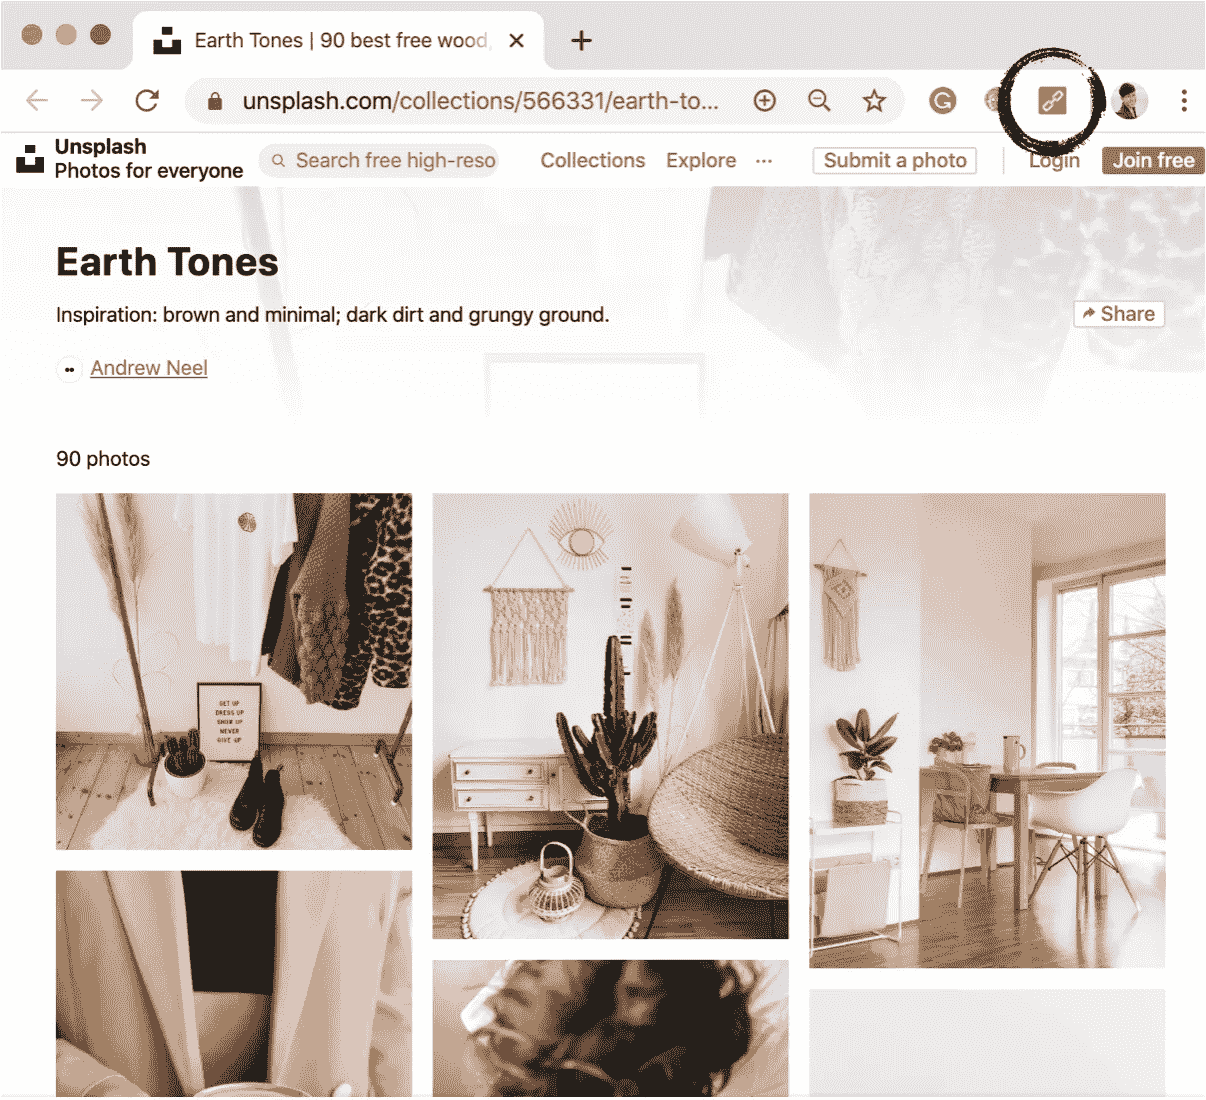 Earth Tones | 90 best free wood,
unsplash.com/collections/566331/earth-to...
Unsplash
Photos for everyone
Search free high-reso
Collections
Explore
...
Submit a photo
Login
Join free
Earth Tones
Inspiration: brown and minimal; dark dirt and grungy ground.
Share
Andrew Neel
90 photos
GET UP
DRESS UP
SHOW UP
NEVER
GIVE UP